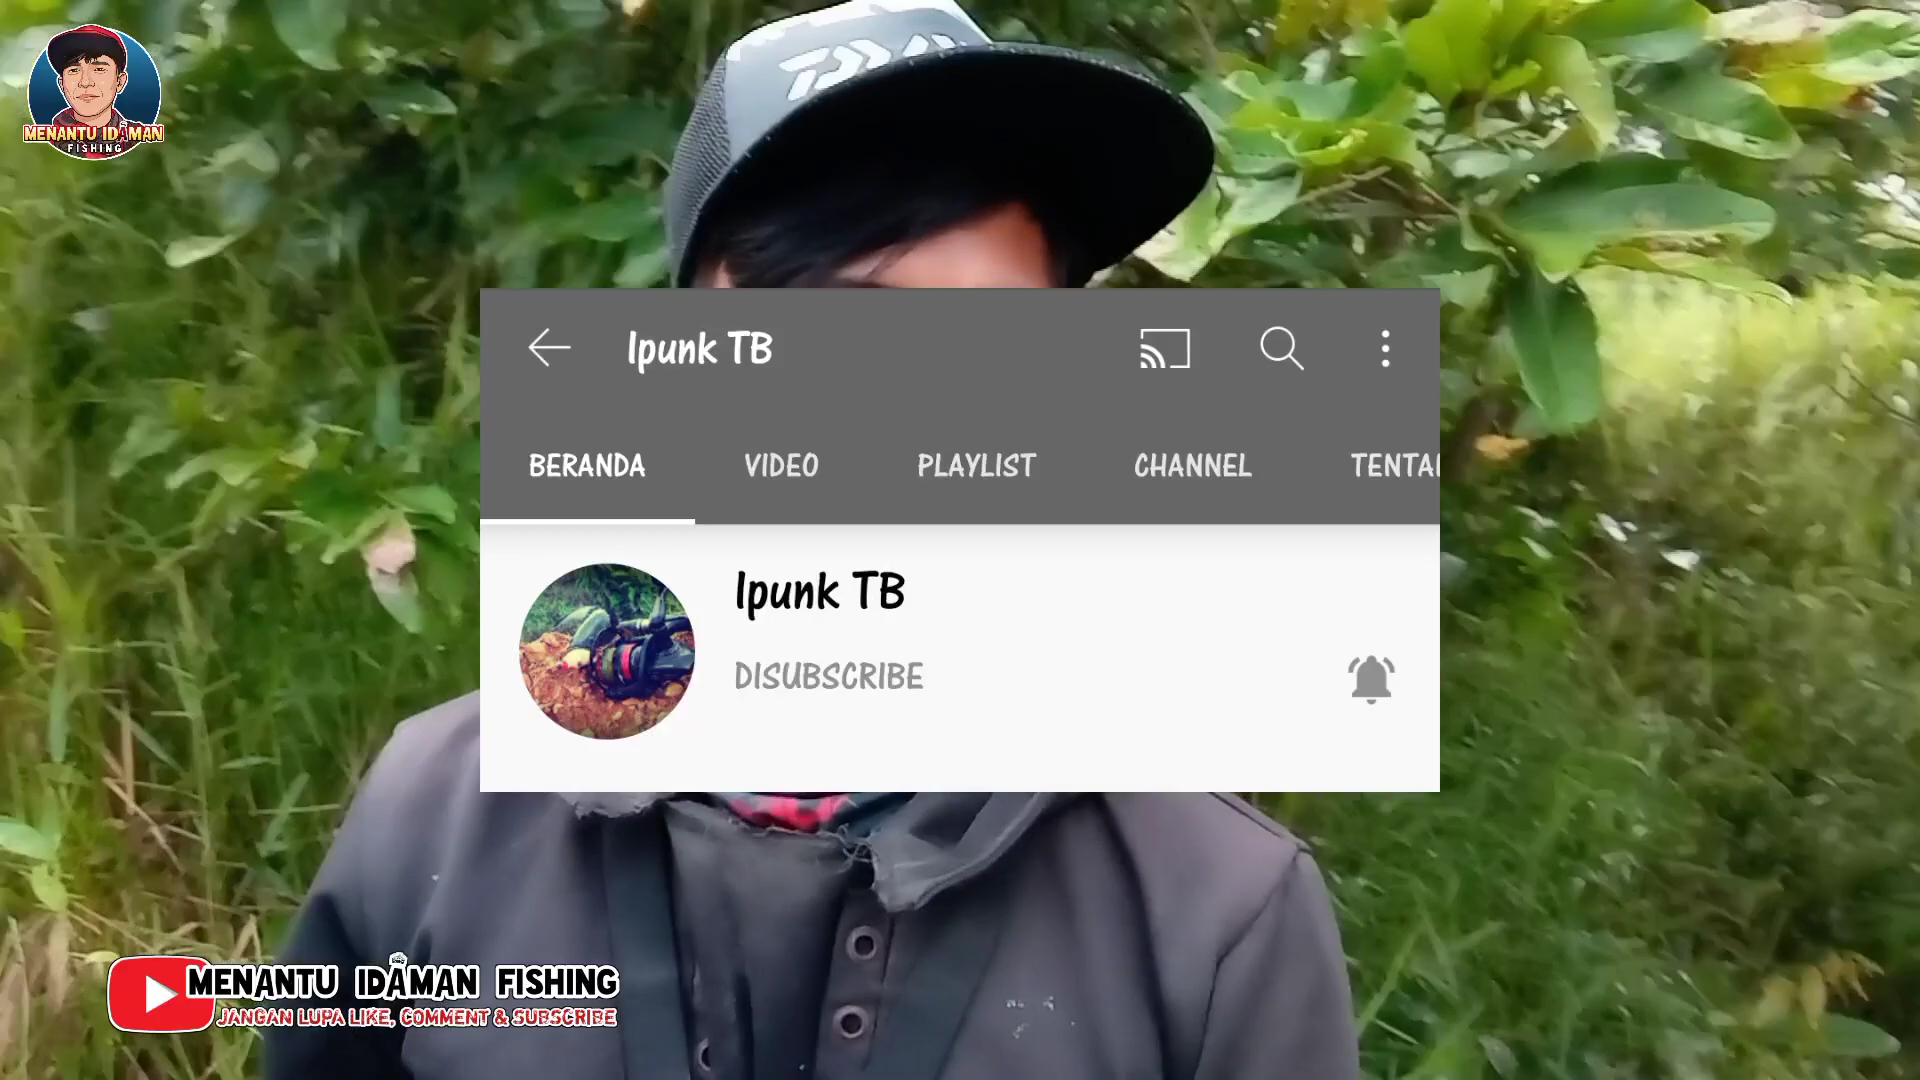 MENANTU IDAMAN
FISHING
Ipunk TB
BERANDA VIDEO PLAYLIST CHANNEL
Ipunk TB
DISUBSCRIBE
MENANTU IDAMAN FISHING
JANGAN LUPA LIKE, COMMENT & SUBSCRIBE